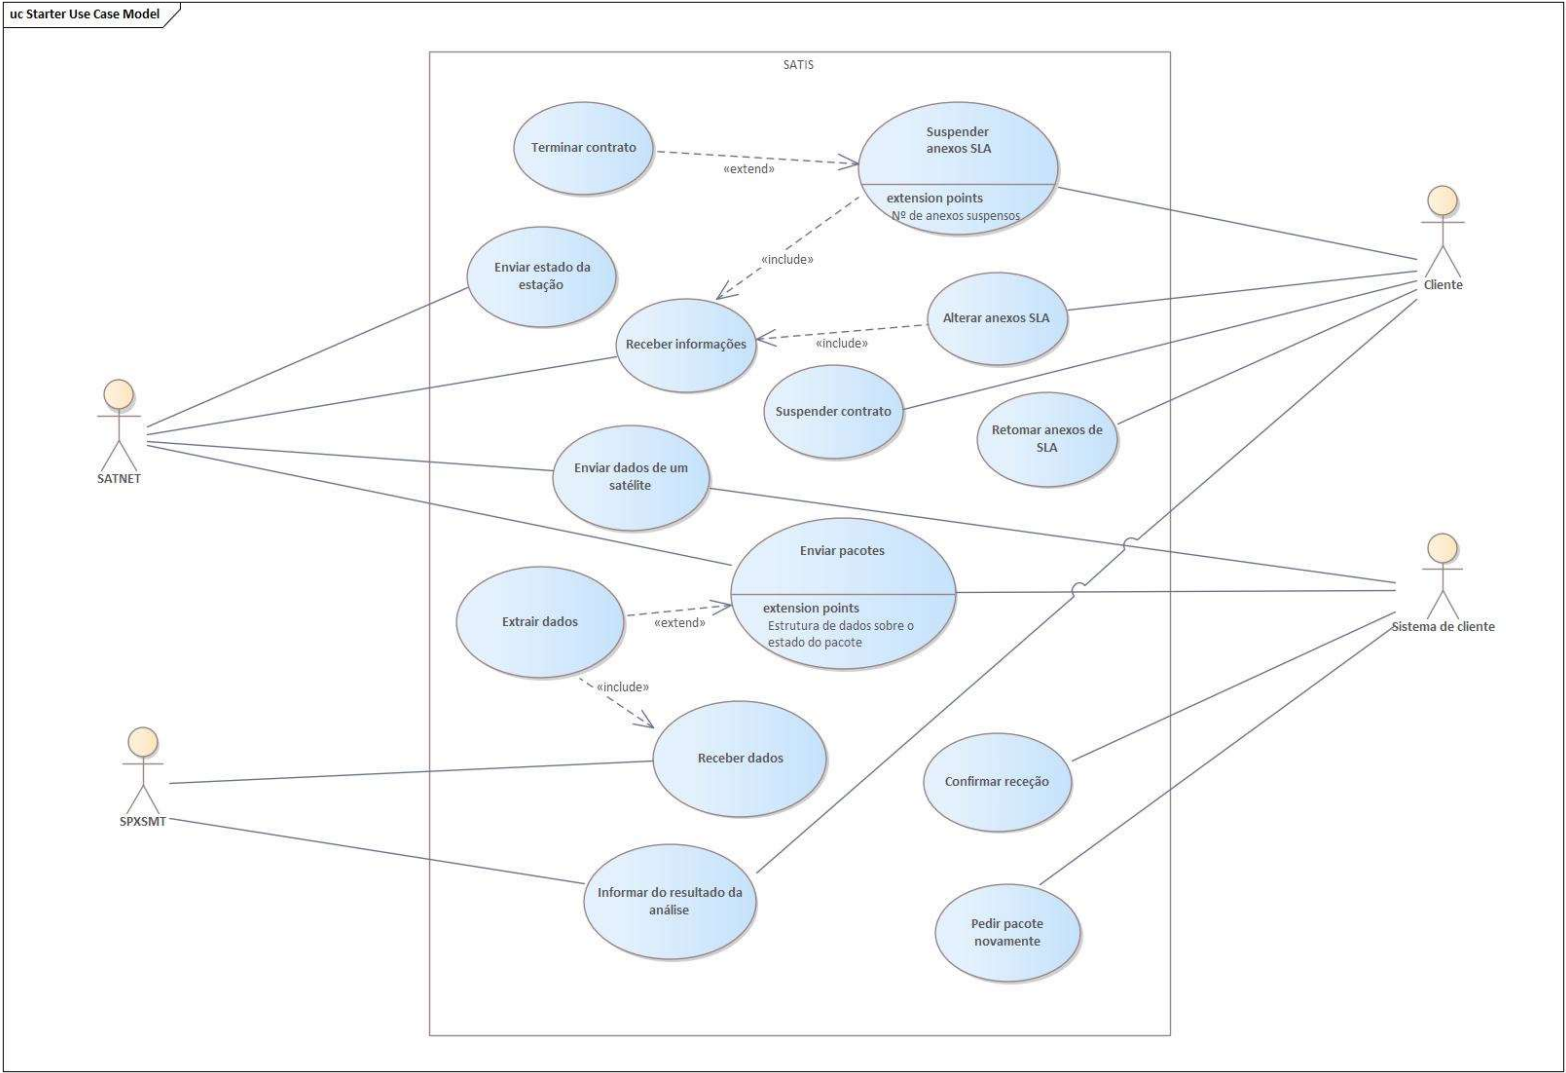 uc Starter Use Case Model
SATIS
Terminar contrato
«extend»
Suspender
anexos SLA
extension points
Nº de anexos suspensos
«include»
Enviar estado da
estação
Receber informações
«include»
Alterar anexos SLA
Cliente
Suspender contrato
Retomar anexos de
SLA
SATNET
Enviar dados de um
satélite
Enviar pacotes
extension points
Estrutura de dados sobre o
estado do pacote
Extrair dados
«extend»
Sistema de cliente
«include»
Receber dados
Confirmar receção
SPXSMT
Informar do resultado da
análise
Pedir pacote
novamente